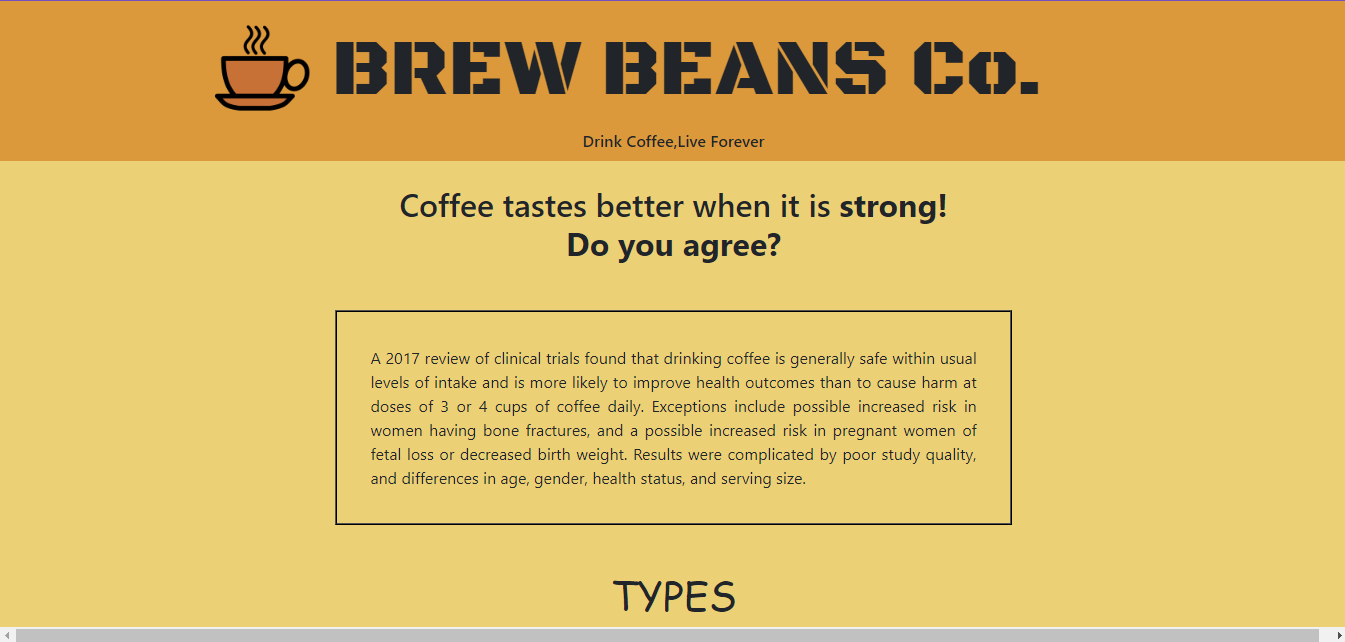 BREW BEANS Co.
Drink Coffee,Live Forever
Coffee tastes better when it is strong!
Do you agree?
A 2017 review of clinical trials found that drinking coffee is generally safe within usual
levels of intake and is more likely to improve health outcomes than to cause harm at
doses of 3 or 4 cups of coffee daily. Exceptions include possible increased risk in
women having bone fractures, and a possible increased risk in pregnant women of
fetal loss or decreased birth weight. Results were complicated by poor study quality,
and differences in age, gender, health status, and serving size.
TYPES